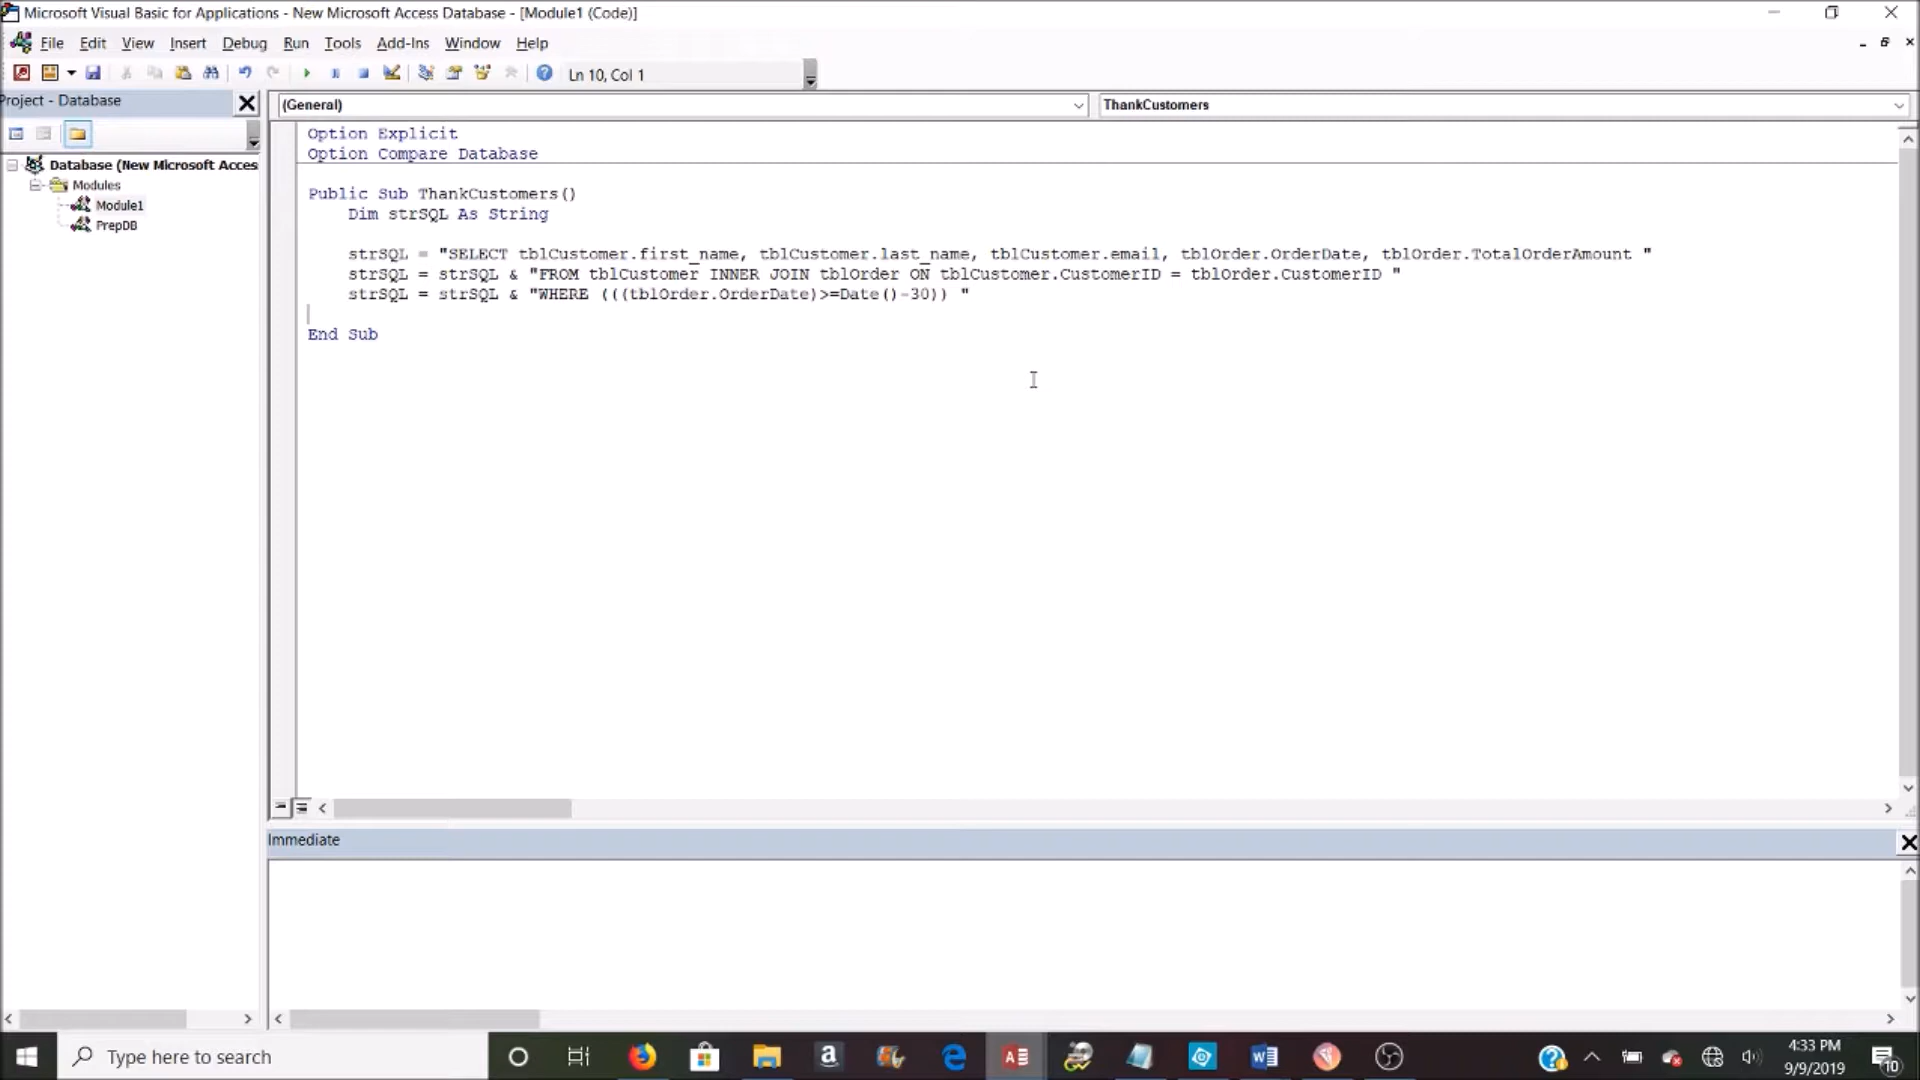 Microsoft Visual Basic for Applications - New Microsoft Access Database - [Module1 (Code)]
File Edit View Insert Debug Run Tools Add-Ins Window Help
Ln 10, Col 1
Project - Database
(General)
ThankCustomers
Option Explicit
Option Compare Database
Database (New Microsoft Acces
Modules
Module1
PrepDB
Public Sub ThankCustomers()
Dim strSQL As String
strSQL = "SELECT tblCustomer.first_name, tblCustomer.last_name, tblCustomer.email, tblOrder.OrderDate, tblOrder.TotalOrderAmount "
strSQL = strSQL & "FROM tblCustomer INNER JOIN tblOrder ON tblCustomer.CustomerID = tblOrder.CustomerID "
strSQL = strSQL & "WHERE (((tblOrder.OrderDate)>=Date()-30)) "
End Sub
Immediate
Type here to search
4:33 PM
9/9/2019
10